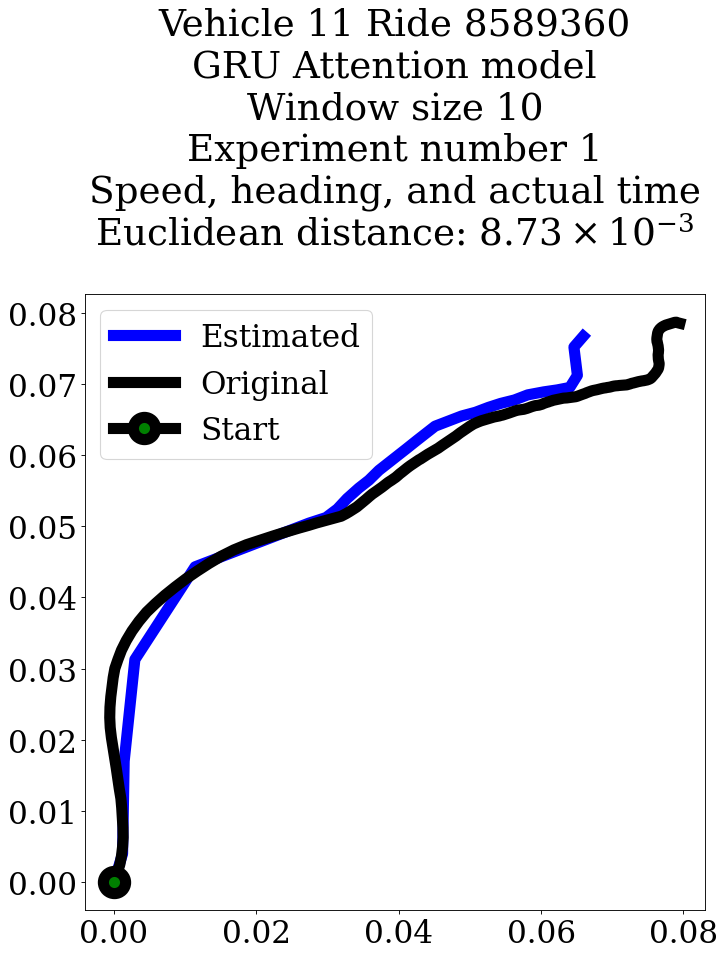 Vehicle 11 Ride 8589360
GRU Attention model
Window size 10
Experiment number 1
Speed, heading, and actual time
Euclidean distance: 8.73 × 10⁻³
Estimated
Original
Start
0.08
0.07
0.06
0.05
0.04
0.03
0.02
0.01
0.00
0.00 0.02 0.04 0.06 0.08